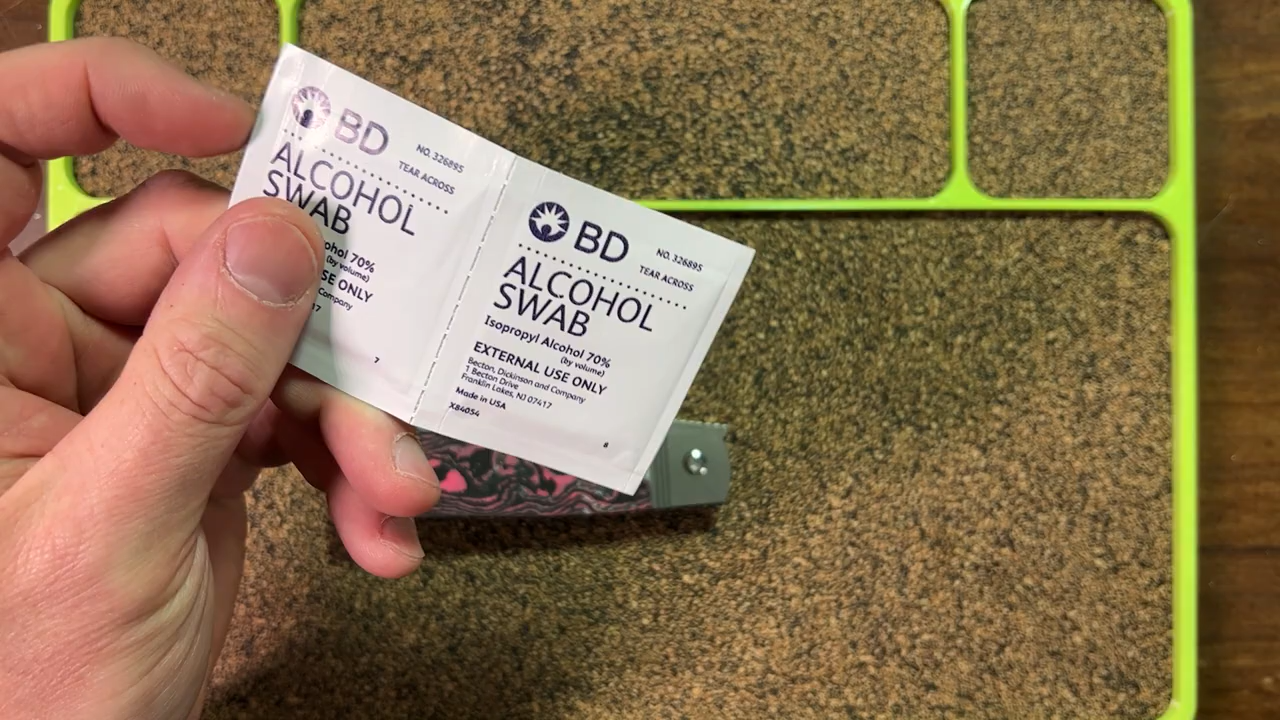 BD
NO. 326895
TEAR ACROSS
ALCOHOL
SWAB
70%
(by volume)
USE ONLY
Company
7
BD
NO. 326895
TEAR ACROSS
ALCOHOL
SWAB
Isopropyl Alcohol 70%
(by volume)
EXTERNAL USE ONLY
Becton, Dickinson and Company
1 Becton Drive
Franklin Lakes, NJ 07417
Made in USA
X84054
8